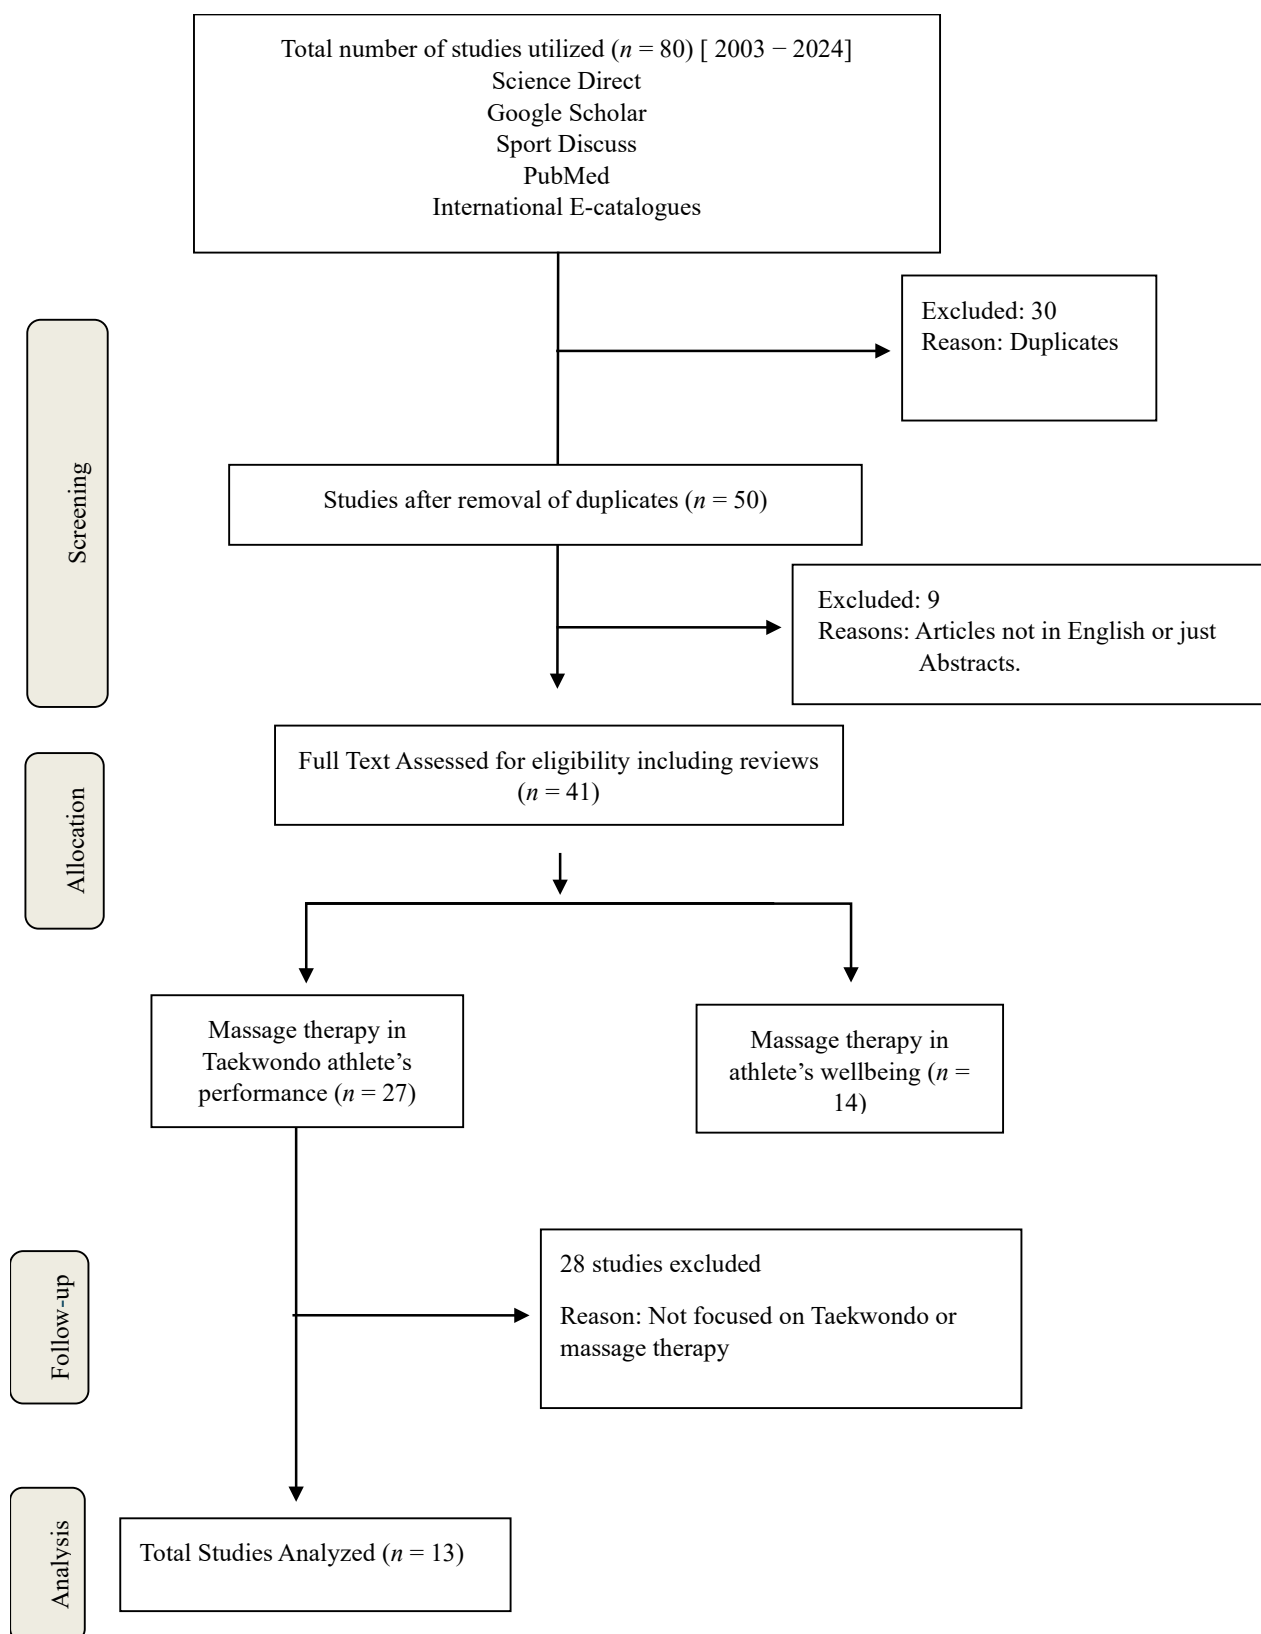 Total number of studies utilized (n = 80) [ 2003 − 2024]
Science Direct
Google Scholar
Sport Discuss
PubMed
International E-catalogues
Excluded: 30
Reason: Duplicates
Screening
Studies after removal of duplicates (n = 50)
Excluded: 9
Reasons: Articles not in English or just
Abstracts.
Full Text Assessed for eligibility including reviews
(n = 41)
Allocation
Massage therapy in
Taekwondo athlete’s
performance (n = 27)
Massage therapy in
athlete’s wellbeing (n =
14)
28 studies excluded
Reason: Not focused on Taekwondo or
massage therapy
Follow-up
Total Studies Analyzed (n = 13)
Analysis